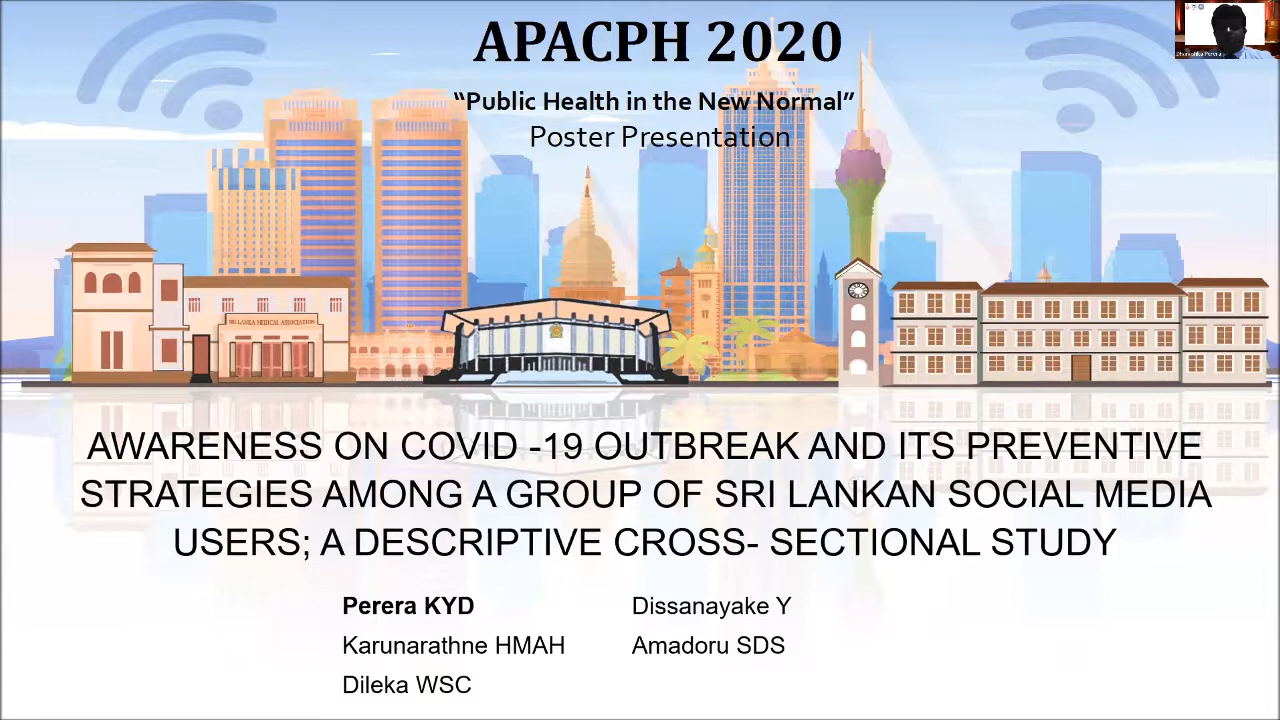 APACPH 2020
“Public Health in the New Normal”
Poster Presentation
Dhanishka Perera
SRI LANKA MEDICAL ASSOCIATION
AWARENESS ON COVID -19 OUTBREAK AND ITS PREVENTIVE
STRATEGIES AMONG A GROUP OF SRI LANKAN SOCIAL MEDIA
USERS; A DESCRIPTIVE CROSS- SECTIONAL STUDY
Perera KYD
Karunarathne HMAH
Dileka WSC
Dissanayake Y
Amadoru SDS